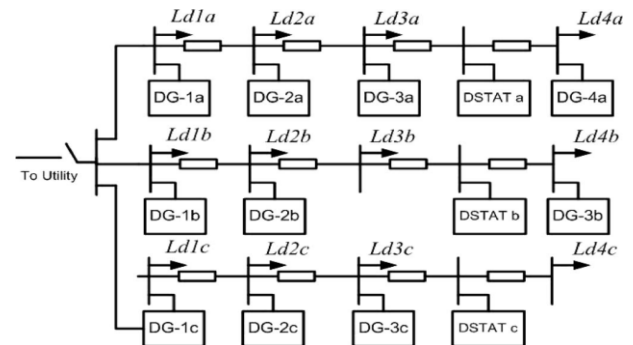 Ld1a Ld2a Ld3a Ld4a
DG-1a DG-2a DG-3a DSTAT a DG-4a
Ld1b Ld2b Ld3b Ld4b
To Utility
DG-1b DG-2b DSTAT b DG-3b
Ld1c Ld2c Ld3c Ld4c
DG-1c DG-2c DG-3c DSTAT c